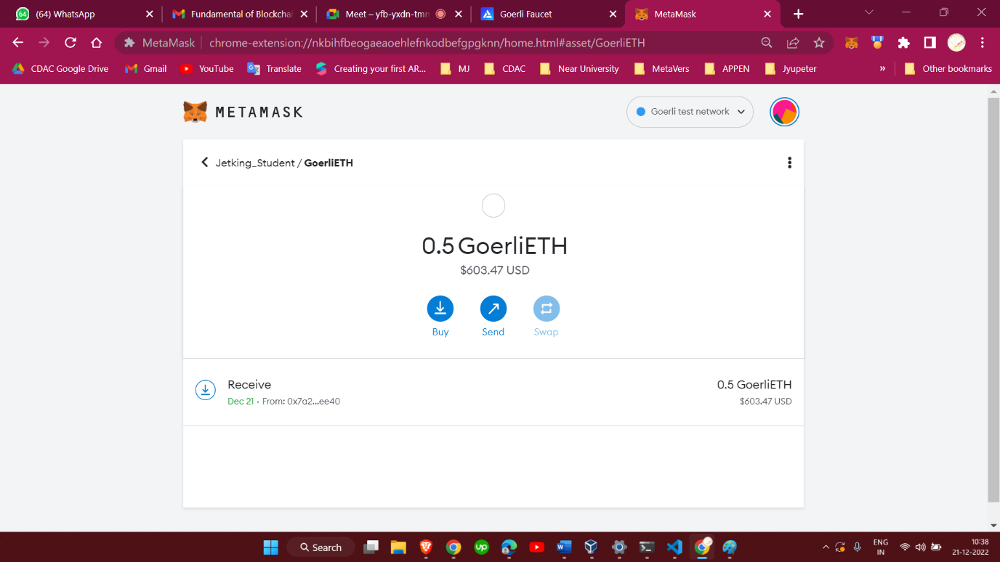 64
(64) WhatsApp
Fundamental of Blockchai
Meet – yfb-yxdn-tmn
Goerli Faucet
MetaMask
MetaMask
chrome-extension://nkbihfbeogaeaoehlefnkodbefgpgknn/home.html#asset/GoerliETH
CDAC Google Drive
Gmail
YouTube
Translate
Creating your first AR...
MJ
CDAC
Near University
MetaVers
APPEN
Jyupeter
»
Other bookmarks
METAMASK
Goerli test network
Jetking_Student / GoerliETH
0.5 GoerliETH
$603.47 USD
Buy
Send
Swap
Receive
0.5 GoerliETH
Dec 21 · From: 0x7a2...ee40
$603.47 USD
Search
up
ENG
IN
10:38
21-12-2022